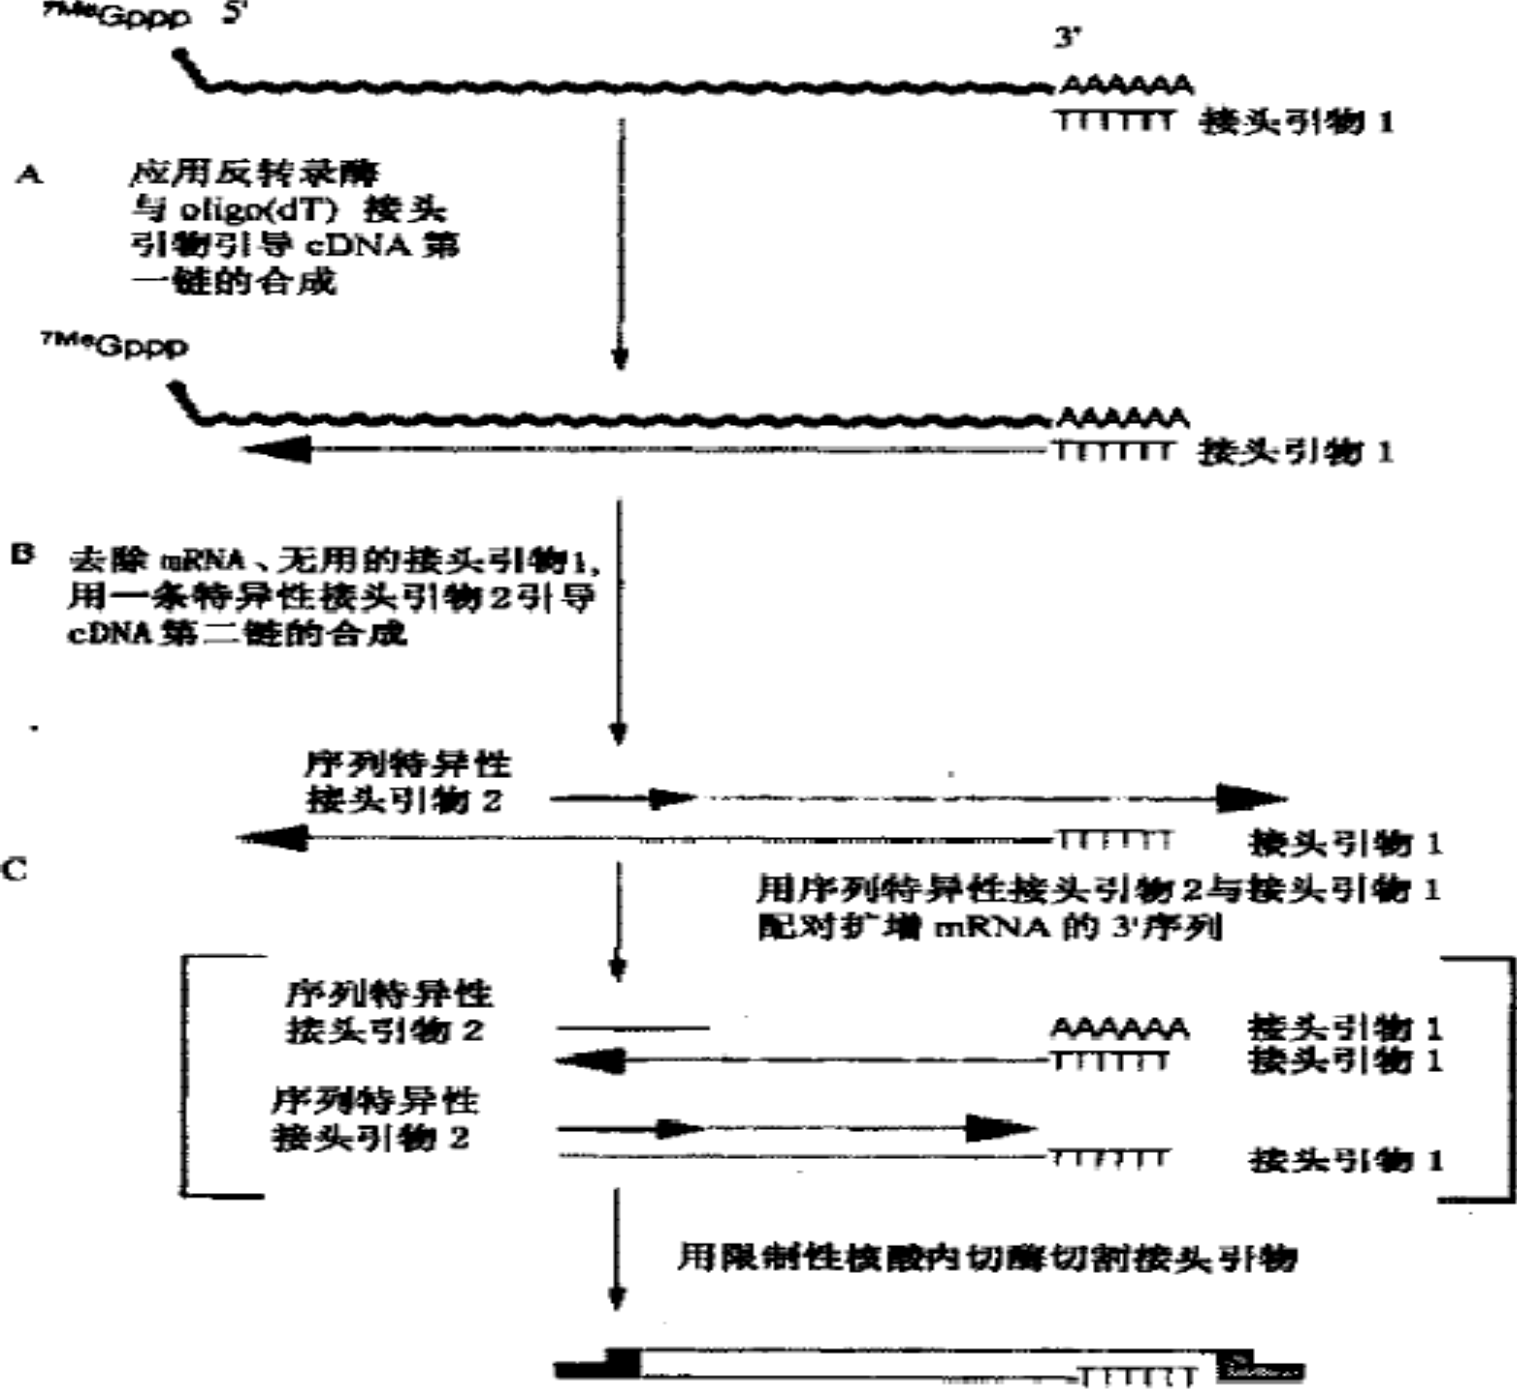 7MeGppp 5'
3'
AAAAAA
TTTTTT 接头引物 1
A 应用反转录酶
与 oligo(dT) 接头
引物引导 cDNA 第
一链的合成
7MeGppp
AAAAAA
TTTTTT 接头引物 1
B 去除 mRNA、无用的接头引物1,
用一条特异性接头引物2引导
cDNA 第二链的合成
序列特异性
接头引物 2
TTTTTT 接头引物 1
C
用序列特异性接头引物2与接头引物 1
配对扩增 mRNA 的 3'序列
序列特异性
接头引物 2
AAAAAA 接头引物 1
TTTTTT 接头引物 1
序列特异性
接头引物 2
TTTTTT 接头引物 1
用限制性核酸内切酶切割接头引物
TTTTTT